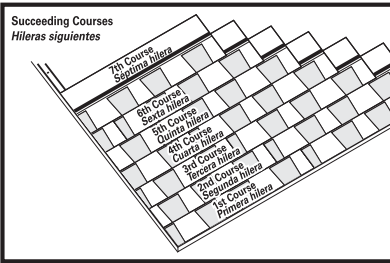 Succeeding Courses
Hileras siguientes
7th Course
Séptima hilera
6th Course
Sexta hilera
5th Course
Quinta hilera
4th Course
Cuarta hilera
3rd Course
Tercera hilera
2nd Course
Segunda hilera
1st Course
Primera hilera